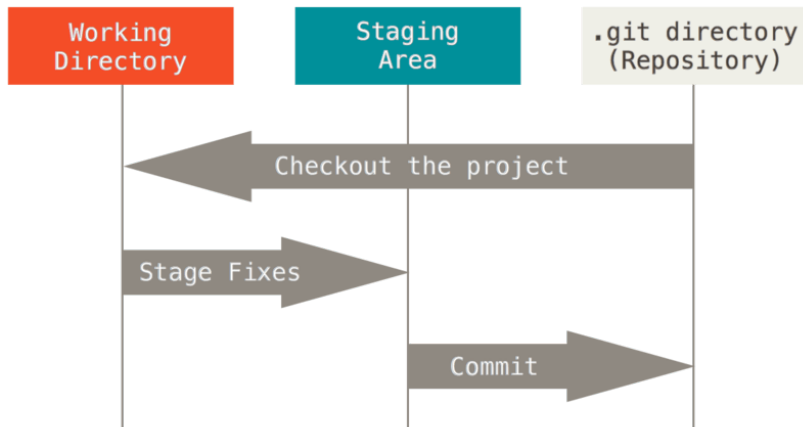 Working
Directory
Staging
Area
.git directory
(Repository)
Checkout the project
Stage Fixes
Commit